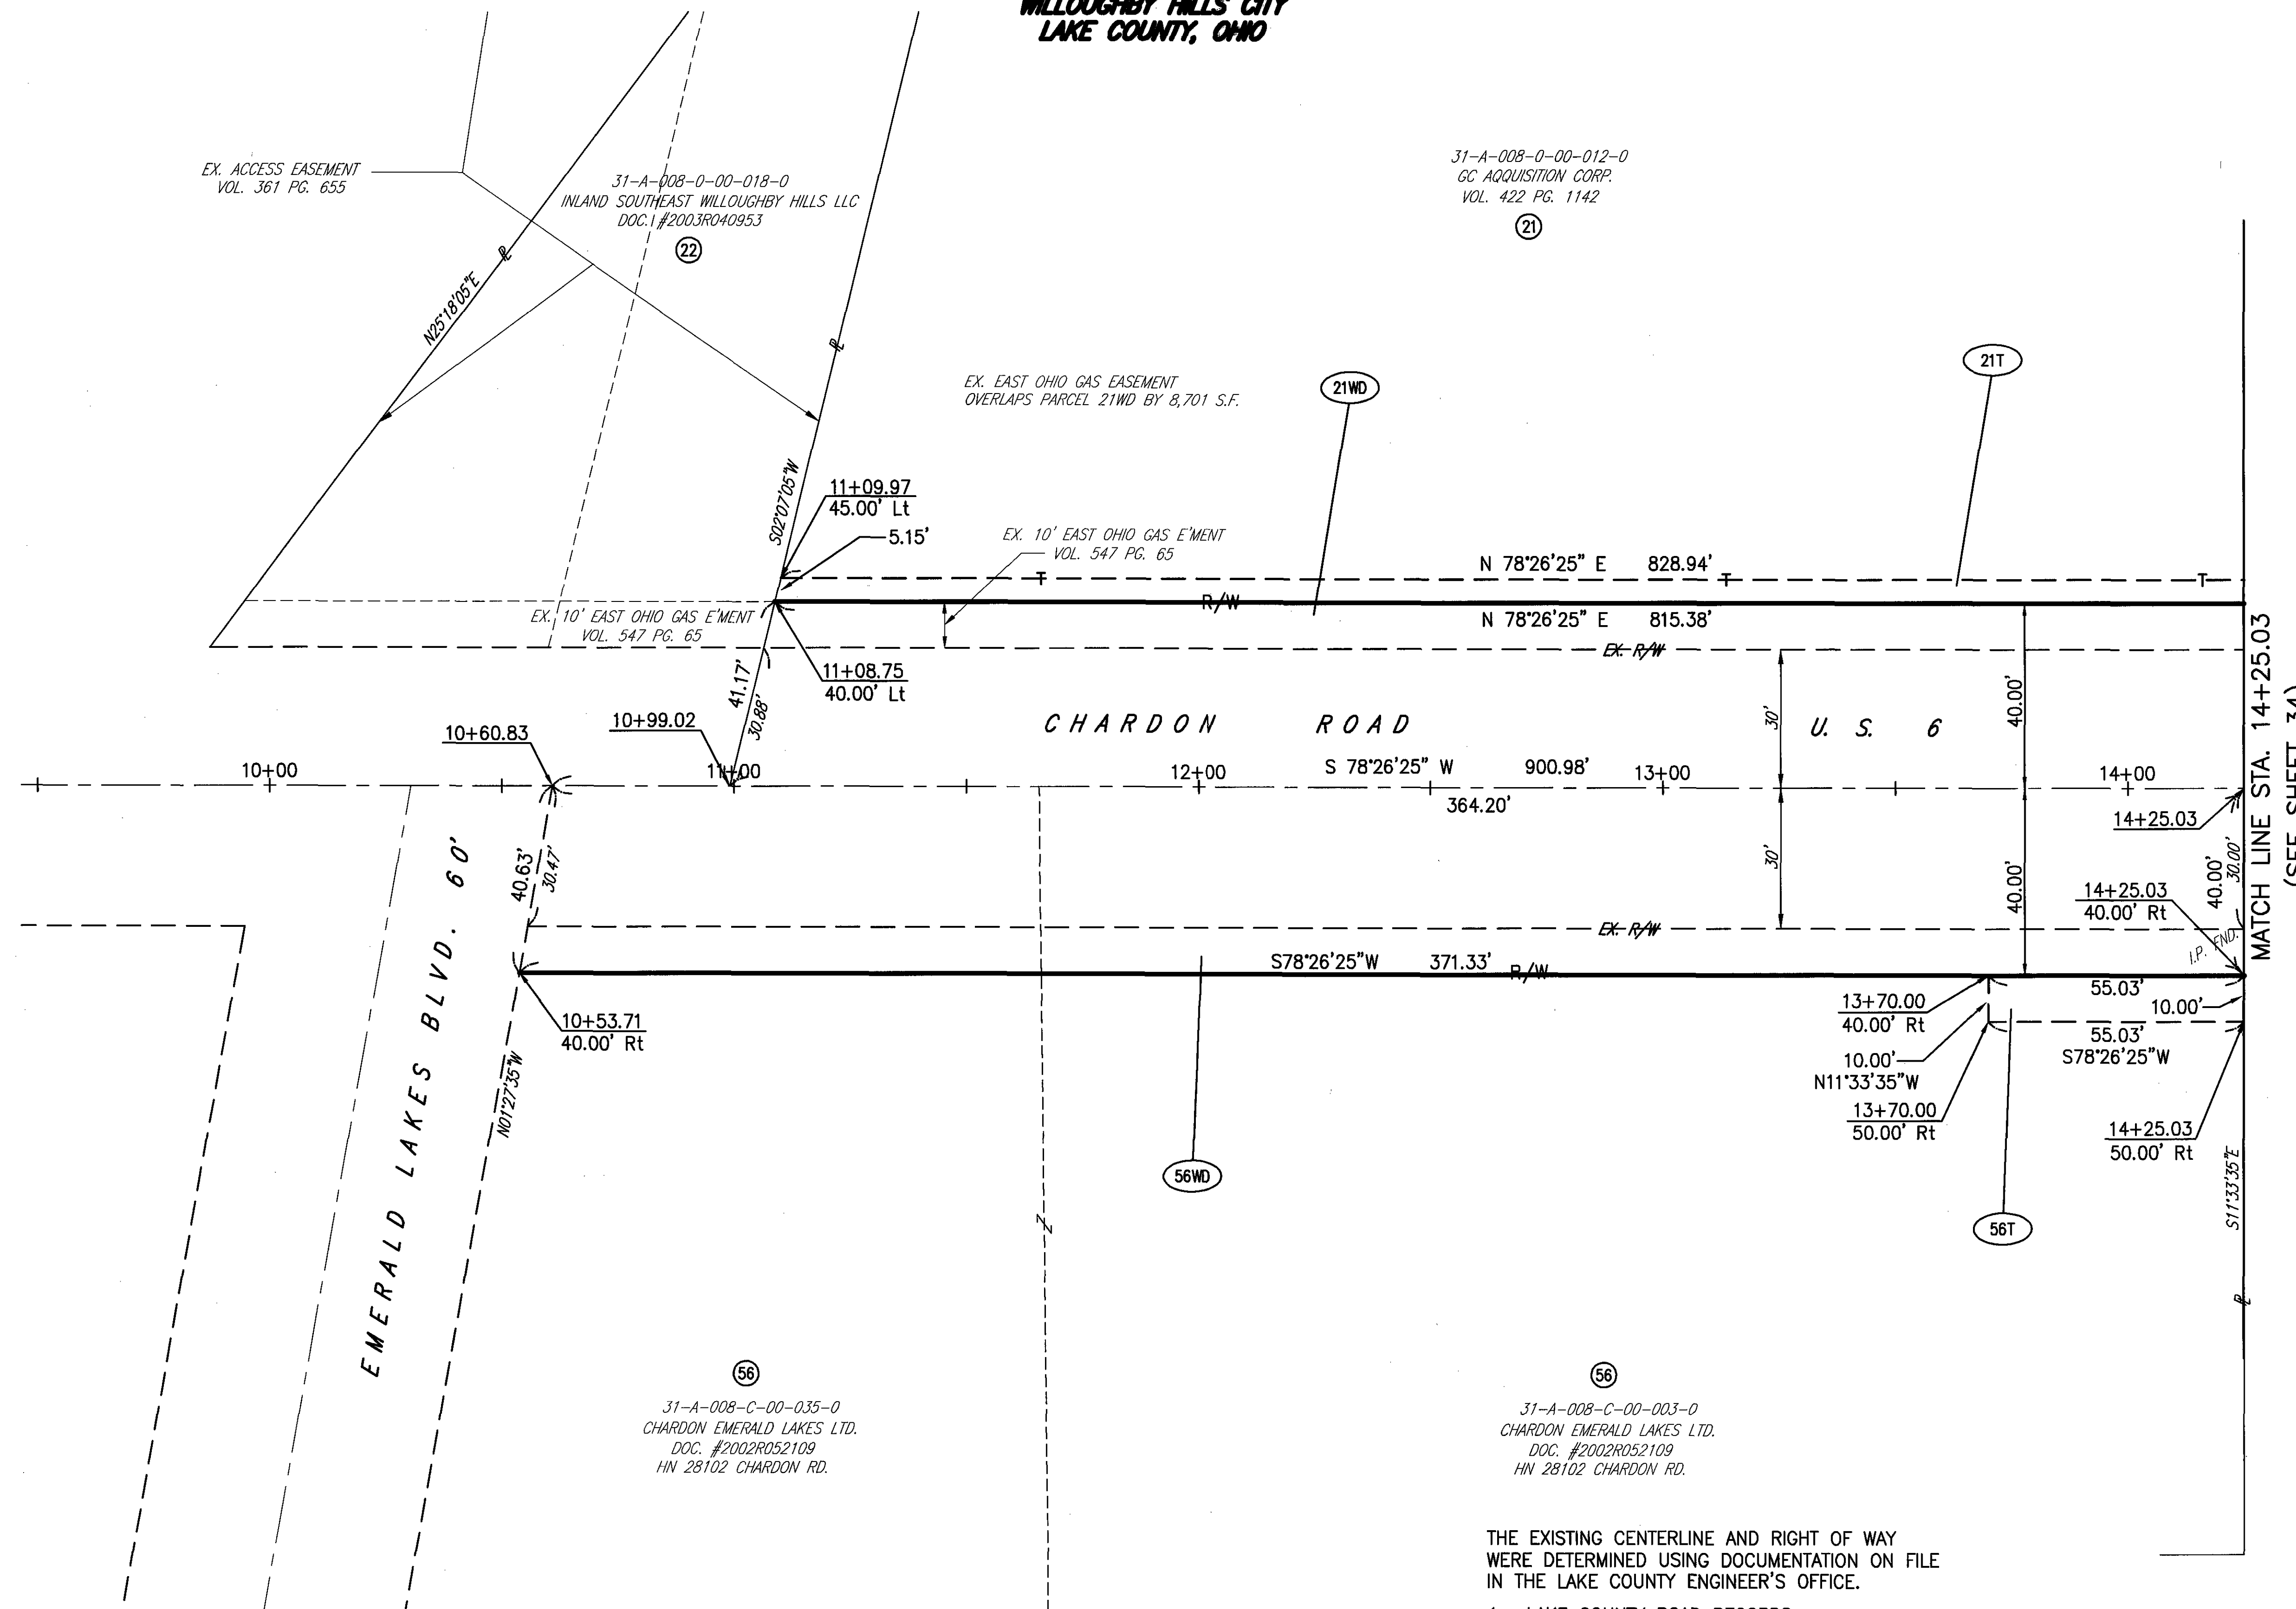 WILLOUGHBY HILLS CITY
LAKE COUNTY, OHIO
EX. ACCESS EASEMENT
VOL. 361 PG. 655
31-A-008-0-00-018-0
INLAND SOUTHEAST WILLOUGHBY HILLS LLC
DOC. #2003R040953
22
31-A-008-0-00-012-0
GC AQQUISITION CORP.
VOL. 422 PG. 1142
21
N25°18'05"E
PL
PL
EX. EAST OHIO GAS EASEMENT
OVERLAPS PARCEL 21WD BY 8,701 S.F.
21WD
21T
S02°07'05"W
11+09.97
45.00' Lt
5.15'
EX. 10' EAST OHIO GAS E'MENT
VOL. 547 PG. 65
N 78°26'25" E 828.94'
T
T
T
R/W
N 78°26'25" E 815.38'
EX. 10' EAST OHIO GAS E'MENT
VOL. 547 PG. 65
EX. R/W
11+08.75
40.00' Lt
41.17'
30.88'
10+60.83
10+99.02
CHARDON ROAD
U. S. 6
30'
40.00'
10+00
11+00
12+00
S 78°26'25" W 900.98'
13+00
14+00
364.20'
14+25.03
MATCH LINE STA. 14+25.03
(SEE SHEET 34)
40.63'
30.47'
30'
40.00'
40.00'
30.00'
14+25.03
40.00' Rt
I.P. FND.
EX. R/W
S78°26'25"W 371.33'
R/W
EMERALD LAKES BLVD. 60'
10+53.71
40.00' Rt
N01°27'35"W
13+70.00
40.00' Rt
55.03'
10.00'
55.03'
S78°26'25"W
10.00'
N11°33'35"W
13+70.00
50.00' Rt
14+25.03
50.00' Rt
S11°33'35"E
56WD
56T
Z
PL
56
31-A-008-C-00-035-0
CHARDON EMERALD LAKES LTD.
DOC. #2002R052109
HN 28102 CHARDON RD.
56
31-A-008-C-00-003-0
CHARDON EMERALD LAKES LTD.
DOC. #2002R052109
HN 28102 CHARDON RD.
THE EXISTING CENTERLINE AND RIGHT OF WAY
WERE DETERMINED USING DOCUMENTATION ON FILE
IN THE LAKE COUNTY ENGINEER'S OFFICE.
LAKE COUNTY ROAD RECORDS